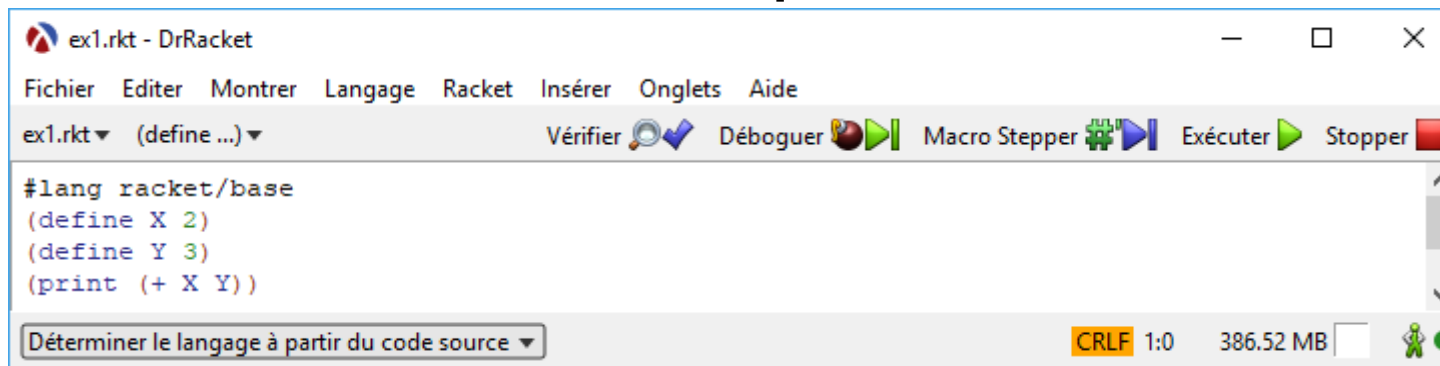 ex1.rkt - DrRacket
Fichier Editer Montrer Langage Racket Insérer Onglets Aide
ex1.rkt (define ...) Vérifier Déboguer Macro Stepper Exécuter Stopper
#lang racket/base
(define X 2)
(define Y 3)
(print (+ X Y))
Déterminer le langage à partir du code source CRLF 1:0 386.52 MB